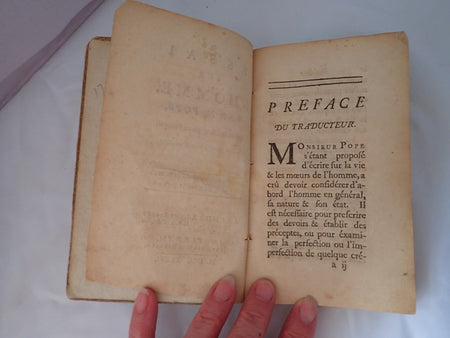 PRÉFACE
DU TRADUCTEUR.
MONSIEUR POPE
s'étant proposé
d'écrire sur la vie
& les mœurs de l'homme, a
crû devoir considérer d'a-
bord l'homme en général,
sa nature & son état. Il
est nécessaire pour prescrire
des devoirs & établir des
préceptes, ou pour éxami-
ner la perfection ou l'im-
perfection de quelque cré-
a ij